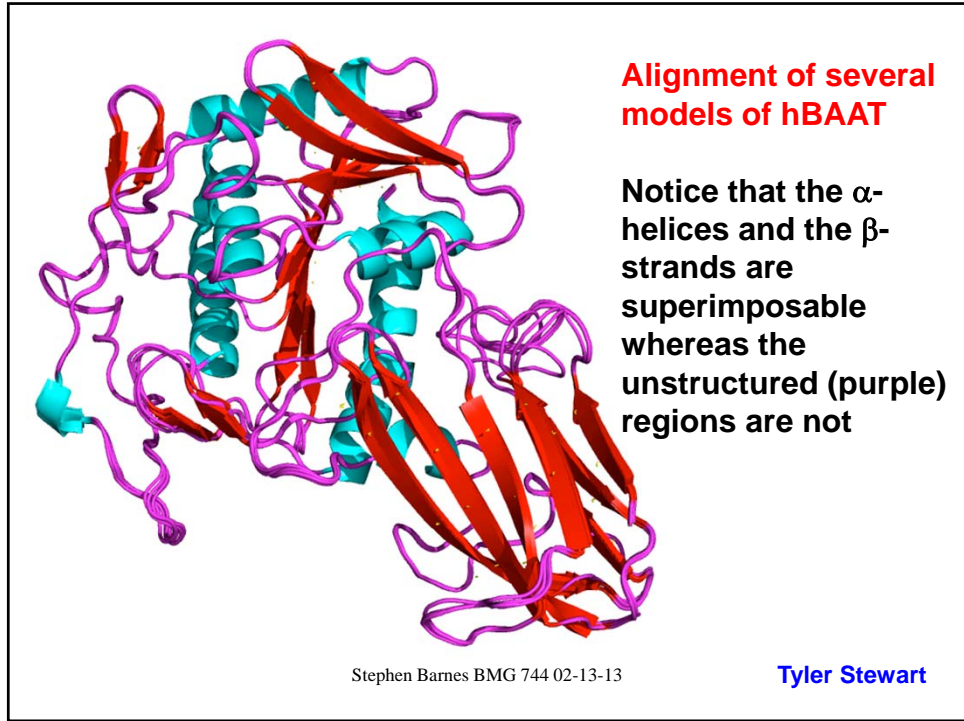 Alignment of several
models of hBAAT
Notice that the α-
helices and the β-
strands are
superimposable
whereas the
unstructured (purple)
regions are not
Stephen Barnes BMG 744 02-13-13
Tyler Stewart